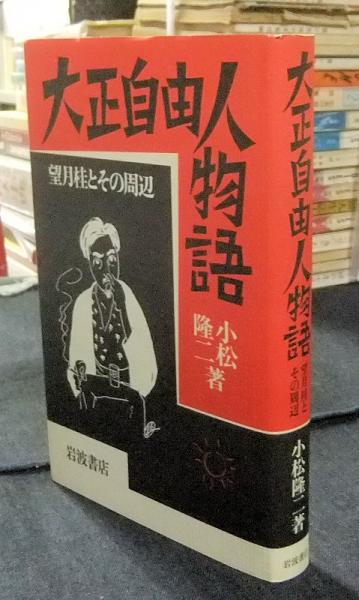 大正自由人物語
望月桂とその周辺
小松隆二著
岩波書店
大正自由人物語
望月桂と
その周辺
小松隆二著
岩波書店